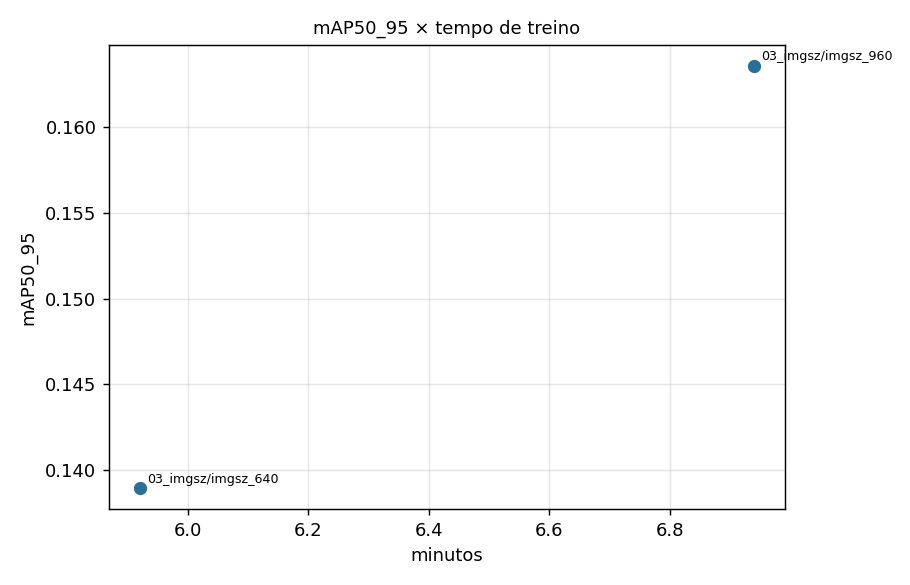 mAP50_95 × tempo de treino
03_imgsz/imgsz_960
0.160
0.155
0.150
0.145
0.140
mAP50_95
03_imgsz/imgsz_640
6.0 6.2 6.4 6.6 6.8
minutos